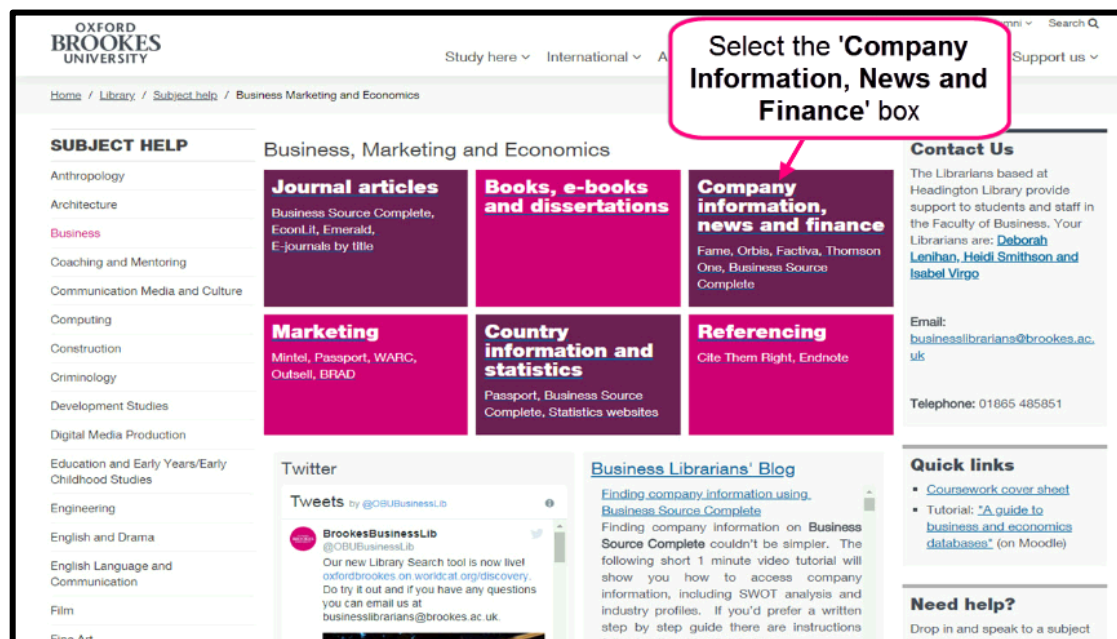 OXFORD
BROOKES
UNIVERSITY
Search
Study here
International
Support us
Select the 'Company
Information, News and
Finance' box
Home / Library / Subject help / Business Marketing and Economics
SUBJECT HELP
Anthropology
Architecture
Business
Coaching and Mentoring
Communication Media and Culture
Computing
Construction
Criminology
Development Studies
Digital Media Production
Education and Early Years/Early
Childhood Studies
Engineering
English and Drama
English Language and
Communication
Film
Business, Marketing and Economics
Journal articles
Business Source Complete,
EconLit, Emerald,
E-journals by title
Books, e-books
and dissertations
Company
information,
news and finance
Fame, Orbis, Factiva, Thomson
One, Business Source
Complete
Marketing
Mintel, Passport, WARC,
Outsell, BRAD
Country
information and
statistics
Passport, Business Source
Complete, Statistics websites
Referencing
Cite Them Right, Endnote
Twitter
Tweets by @OBUBusinessLib
BrookesBusinessLib
@OBUBusinessLib
Our new Library Search tool is now live!
oxfordbrookes.on.worldcat.org/discovery.
Do try it out and if you have any questions
you can email us at
businesslibrarians@brookes.ac.uk.
Business Librarians' Blog
Finding company information using
Business Source Complete
Finding company information on Business
Source Complete couldn't be simpler. The
following short 1 minute video tutorial will
show you how to access company
information, including SWOT analysis and
industry profiles. If you'd prefer a written
step by step guide there are instructions
Contact Us
The Librarians based at
Headington Library provide
support to students and staff in
the Faculty of Business. Your
Librarians are: Deborah
Lenihan, Heidi Smithson and
Isabel Virgo
Email:
businesslibrarians@brookes.ac.
uk
Telephone: 01865 485851
Quick links
Coursework cover sheet
Tutorial: "A guide to
business and economics
databases" (on Moodle)
Need help?
Drop in and speak to a subject